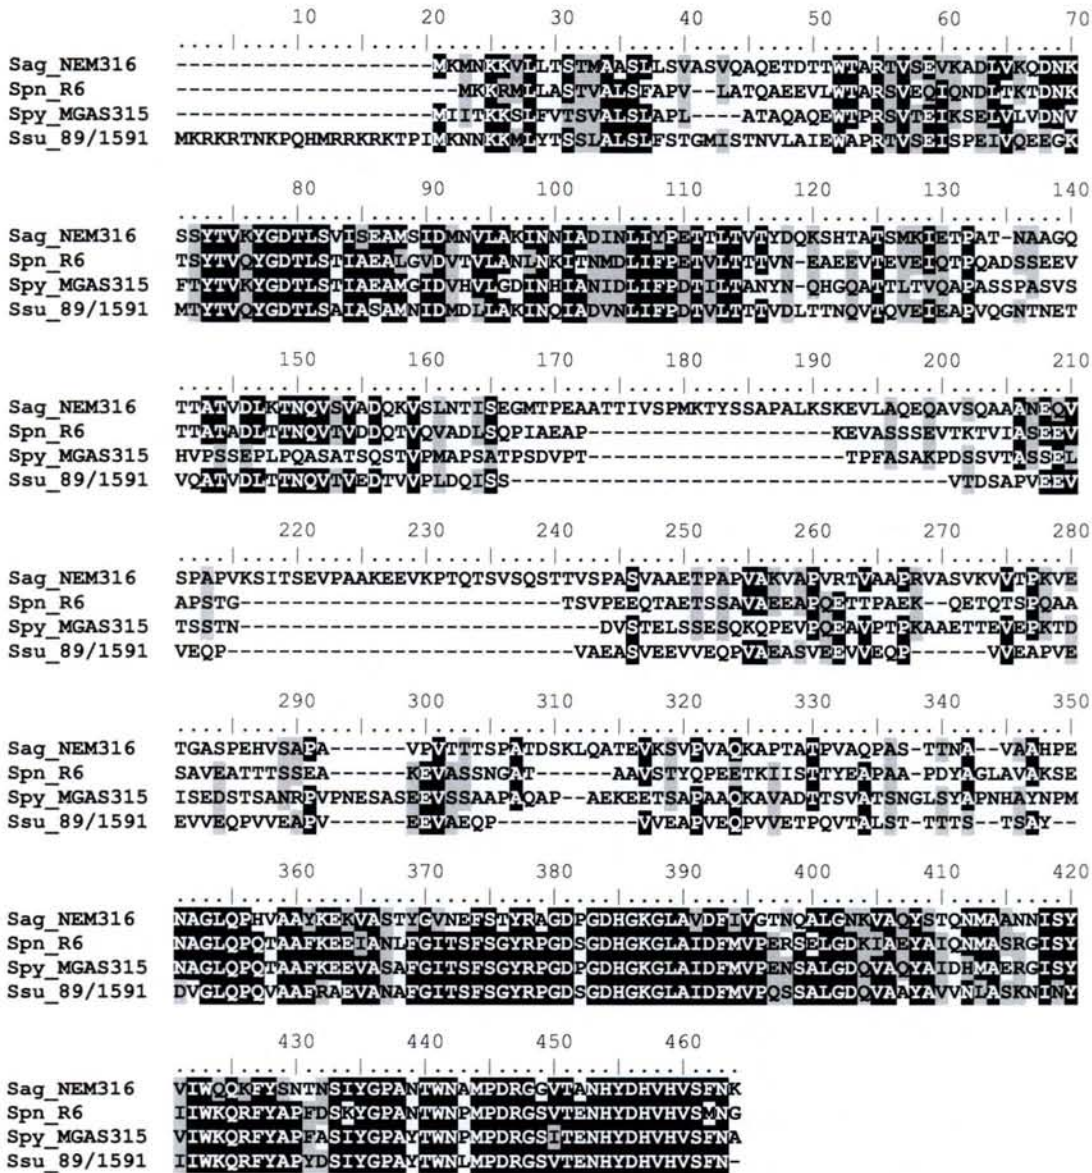 10 20 30 40 50 60 70
Sag_NEM316 --------------------MKMNKKVLLTSTMAASLLSVASVQAQETDTTWTARTVSEVKADLVKQDNK
Spn_R6 ----------------------MKKRMLLASTVALSFAPV--LATQAEEVLWTARSVEQIQNDLTKTDNK
Spy_MGAS315 --------------------MIITKKSLFVTSVALSLAPL----ATAQAQEWTPRSVTEIKSELVLVDNV
Ssu_89/1591 MKRKRTNKPQHMRRKRKTPIMKNNKKMLYTSSLALSLFSTGMISTNVLAIEWAPRTVSEISPEIVQEEGK
80 90 100 110 120 130 140
Sag_NEM316 SSYTVKYGDTLSVISEAMSIDMNVLAKINNIADINLIYPETTLTVTYDQKSHTATSMKIETPAT-NAAGQ
Spn_R6 TSYTVQYGDTLSTIAEALGVDVTVLANLNKITNMDLIFPETVLTTTVN-EAEEVTEVEIQTPQADSSEEV
Spy_MGAS315 FTYTVKYGDTLSTIAEAMGIDVHVLGDINHIANIDLIFPDTILTANYN-QHGQATTLTVQAPASSPASVS
Ssu_89/1591 MTYTVQYGDTLSAIASAMNIDMDLLAKINQIADVNLIFPDTVLTTTVDLTTNQVTQVEIEAPVQGNTNET
150 160 170 180 190 200 210
Sag_NEM316 TTATVDLKTNQVSVADQKVSLNTISEGMTPEAATTIVSPMKTYSSAPALKSKEVLAQEQAVSQAAANEQV
Spn_R6 TTATADLTTNQVTVDDQTVQVADLSQPIAEAP-------------------KEVASSSEVTKTVIASEEV
Spy_MGAS315 HVPSSEPLPQASATSQSTVPMAPSATPSDVPT--------------------TPFASAKPDSSVTASSEL
Ssu_89/1591 VQATVDLTTNQVTVEDTVVPLDQISS----------------------------------VTDSAPVEEV
220 230 240 250 260 270 280
Sag_NEM316 SPAPVKSITSEVPAAKEEVKPTQTSVSQSTTVSPASVAAETPAPVAKVAPVRTVAAPRVASVKVVTPKVE
Spn_R6 APSTG-------------------------TSVPEEQTAETSSAVAEEAPQETTPAEK--QETQTSPQAA
Spy_MGAS315 TSSTN----------------------------DVSTELSSESQKQPEVPQEAVPTPKAAETTEVEPKTD
Ssu_89/1591 VEQP---------------------------VAEASVEEVVEQPVAEASVEEVVEQP------VVEAPVE
290 300 310 320 330 340 350
Sag_NEM316 TGASPEHVSAPA------VPVTTTSPATDSKLQATEVKSVPVAQKAPTATPVAQPAS-TTNA--VAAHPE
Spn_R6 SAVEATTTSSEA------KEVASSNGAT------AAVSTYQPEETKIISTTYEAPAA-PDYAGLAVAKSE
Spy_MGAS315 ISEDSTSANRPVPNESASEEVSSAAPAQAP--AEKEETSAPAAQKAVADTTSVATSNGLSYAPNHAYNPM
Ssu_89/1591 EVVEQPVVEAPV------EEVAEQP---------VVEAPVEQPVVETPQVTALST-TTTS--TSAY---
360 370 380 390 400 410 420
Sag_NEM316 NAGLQPHVAAYKEKVASTYGVNEFSTYRAGDPGDHGKGLAVDFIVGTNQALGNKVAQYSTQNMAANNISY
Spn_R6 NAGLQPQTAAFKEEIANLFGITSFSGYRPGDSGDHGKGLAIDFMVPERSELGDKIAEYAIQNMASRGISY
Spy_MGAS315 NAGLQPQTAAFKEEVASAFGITSFSGYRPGDPGDHGKGLAIDFMVPENSALGDQVAQYAIDHMAERGISY
Ssu_89/1591 DVGLQPQVAAFRAEVANAFGITSFSGYRPGDSGDHGKGLAIDFMVPQSSALGDQVAAYAVVNLASKNINY
430 440 450 460
Sag_NEM316 VIWQQKFYSNTNSIYGPANTWNAMPDRGGVTANHYDHVHVSFNK
Spn_R6 IIWKQRFYAPFDSKYGPANTWNPMPDRGSVTENHYDHVHVSMNG
Spy_MGAS315 VIWKQRFYAPFASIYGPAYTWNPMPDRGSITENHYDHVHVSFNA
Ssu_89/1591 IIWKQRFYAPYDSIYGPAYTWNLMPDRGSVTENHYDHVHVSFN-